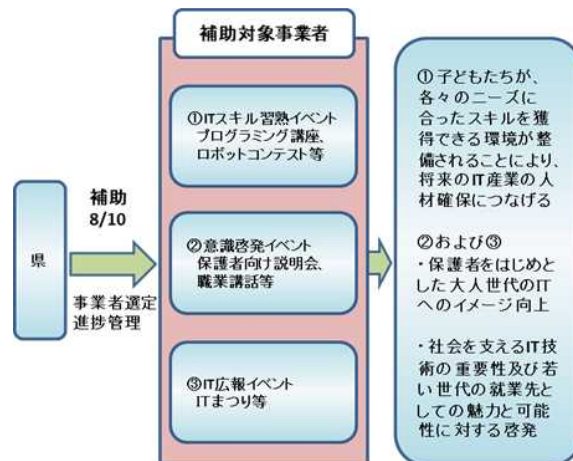 補助対象事業者
①ITスキル習熟イベント
プログラミング講座、
ロボットコンテスト等
県
補助
8/10
事業者選定
進捗管理
②意識啓発イベント
保護者向け説明会、
職業講話等
③IT広報イベント
ITまつり等
①子どもたちが、
各々のニーズに
合ったスキルを獲
得できる環境が整
備されることにより、
将来のIT産業の人
材確保につなげる
②および③
・保護者をはじめと
した大人世代のIT
へのイメージ向上
・社会を支えるIT技
術の重要性及び若
い世代の就業先と
しての魅力と可能
性に対する啓発